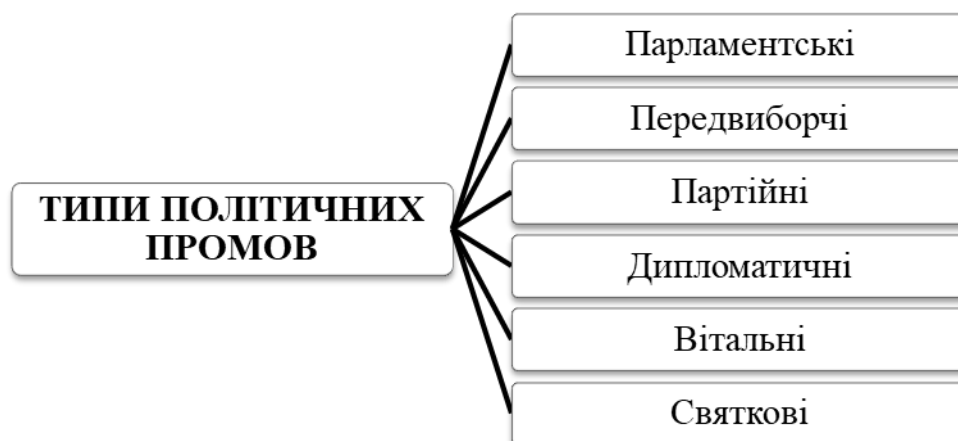 ТИПИ ПОЛІТИЧНИХ
ПРОМОВ
Парламентські
Передвиборчі
Партійні
Дипломатичні
Вітальні
Святкові